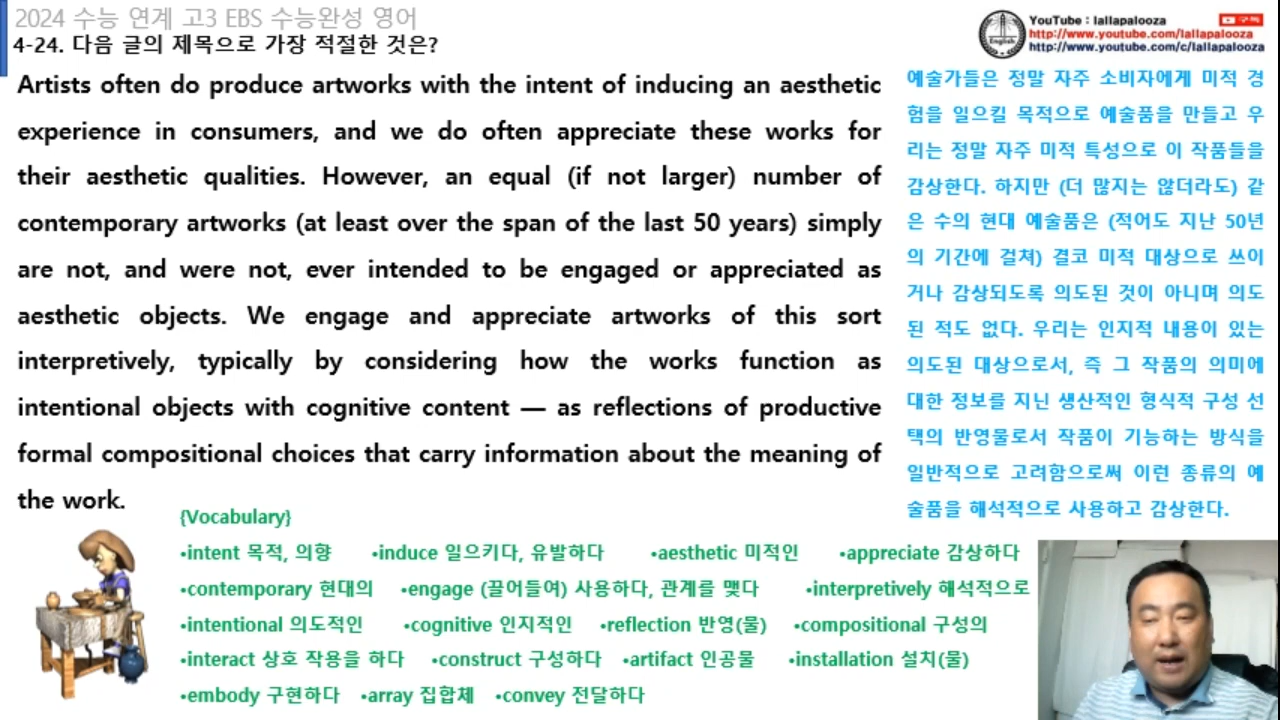 2024 수능 연계 고3 EBS 수능완성 영어
4-24. 다음 글의 제목으로 가장 적절한 것은?
English
YouTube : lallapalooza
구독
http://www.youtube.com/lallapalooza
http://www.youtube.com/c/lallapalooza
Artists often do produce artworks with the intent of inducing an aesthetic
experience in consumers, and we do often appreciate these works for
their aesthetic qualities. However, an equal (if not larger) number of
contemporary artworks (at least over the span of the last 50 years) simply
are not, and were not, ever intended to be engaged or appreciated as
aesthetic objects. We engage and appreciate artworks of this sort
interpretively, typically by considering how the works function as
intentional objects with cognitive content — as reflections of productive
formal compositional choices that carry information about the meaning of
the work.
예술가들은 정말 자주 소비자에게 미적 경
험을 일으킬 목적으로 예술품을 만들고 우
리는 정말 자주 미적 특성으로 이 작품들을
감상한다. 하지만 (더 많지는 않더라도) 같
은 수의 현대 예술품은 (적어도 지난 50년
의 기간에 걸쳐) 결코 미적 대상으로 쓰이
거나 감상되도록 의도된 것이 아니며 의도
된 적도 없다. 우리는 인지적 내용이 있는
의도된 대상으로서, 즉 그 작품의 의미에
대한 정보를 지닌 생산적인 형식적 구성 선
택의 반영물로서 작품이 기능하는 방식을
일반적으로 고려함으로써 이런 종류의 예
술품을 해석적으로 사용하고 감상한다.
{Vocabulary}
•intent 목적, 의향 •induce 일으키다, 유발하다 •aesthetic 미적인 •appreciate 감상하다
•contemporary 현대의 •engage (끌어들여) 사용하다, 관계를 맺다 •interpretively 해석적으로
•intentional 의도적인 •cognitive 인지적인 •reflection 반영(물) •compositional 구성의
•interact 상호 작용을 하다 •construct 구성하다 •artifact 인공물 •installation 설치(물)
•embody 구현하다 •array 집합체 •convey 전달하다